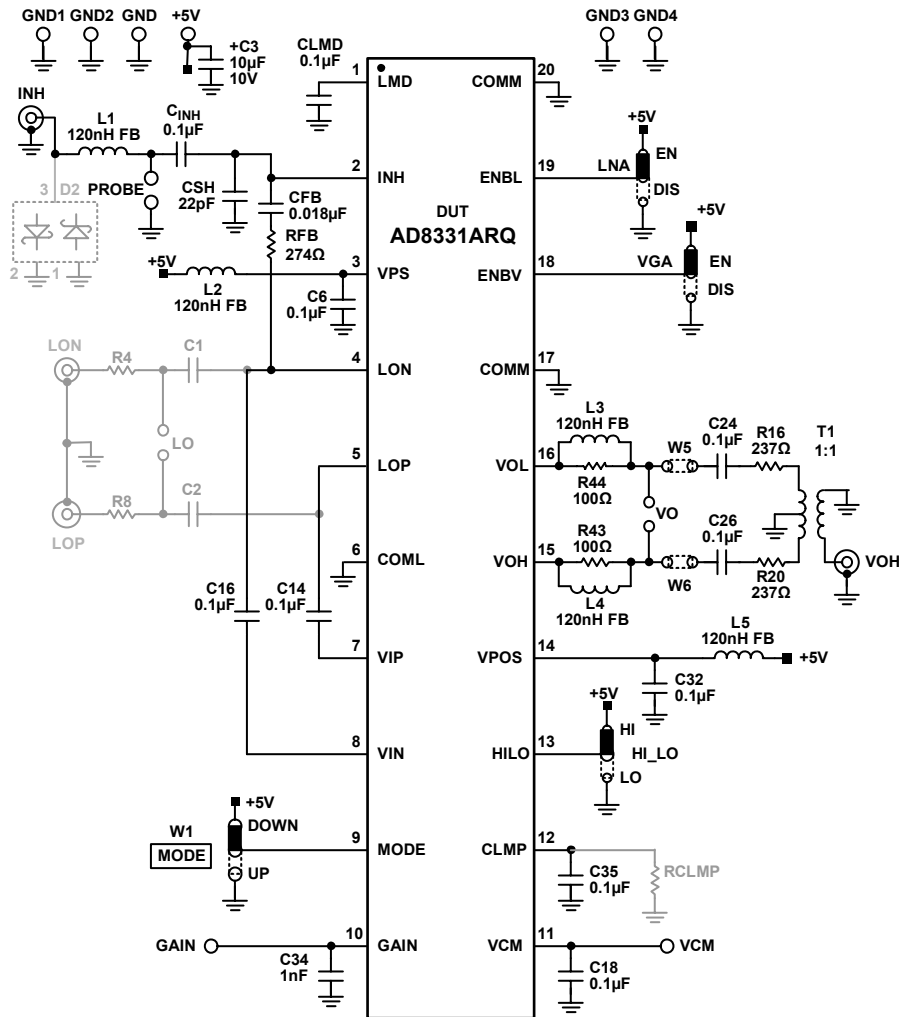 GND1 GND2 GND +5V
+C3
10µF
10V
CLMD
0.1µF
GND3 GND4
INH
L1
120nH FB
CINH
0.1µF
PROBE
CSH
22pF
CFB
0.018µF
RFB
274Ω
3 D2
2 1
+5V
L2
120nH FB
C6
0.1µF
LON
R4
C1
LO
R8
C2
LOP
C16
0.1µF
C14
0.1µF
+5V
DOWN
W1
MODE
UP
GAIN
C34
1nF
DUT
AD8331ARQ
1 LMD
2 INH
3 VPS
4 LON
5 LOP
6 COML
7 VIP
8 VIN
9 MODE
10 GAIN
COMM 20
ENBL 19
ENBV 18
COMM 17
VOL 16
VOH 15
VPOS 14
HILO 13
CLMP 12
VCM 11
+5V
EN
LNA
DIS
+5V
VGA
EN
DIS
L3
120nH FB
R44
100Ω
W5
C24
0.1µF
R16
237Ω
T1
1:1
VO
R43
100Ω
L4
120nH FB
W6
C26
0.1µF
R20
237Ω
VOH
L5
120nH FB
+5V
C32
0.1µF
+5V
HI
HI_LO
LO
C35
0.1µF
RCLMP
VCM
C18
0.1µF